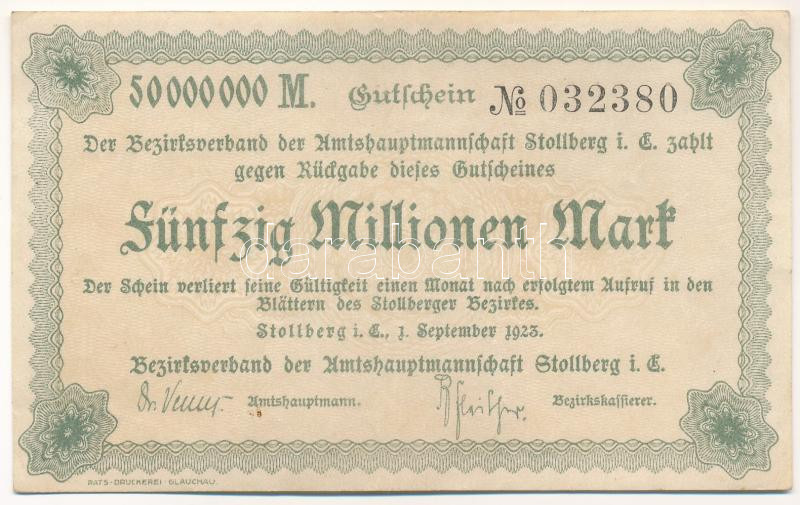 50000000 M. Gutschein № 032380
Der Bezirksverband der Amtshauptmannschaft Stollberg i. E. zahlt
gegen Rückgabe dieses Gutscheines
Fünfzig Millionen Mark
Der Schein verliert seine Gültigkeit einen Monat nach erfolgtem Aufruf in den
Blättern des Stollberger Bezirkes.
Stollberg i. E., 1. September 1923.
Bezirksverband der Amtshauptmannschaft Stollberg i. E.
Amtshauptmann. Bezirkskassierer.
RATS-DRUCKEREI GLAUCHAU.
darabanth